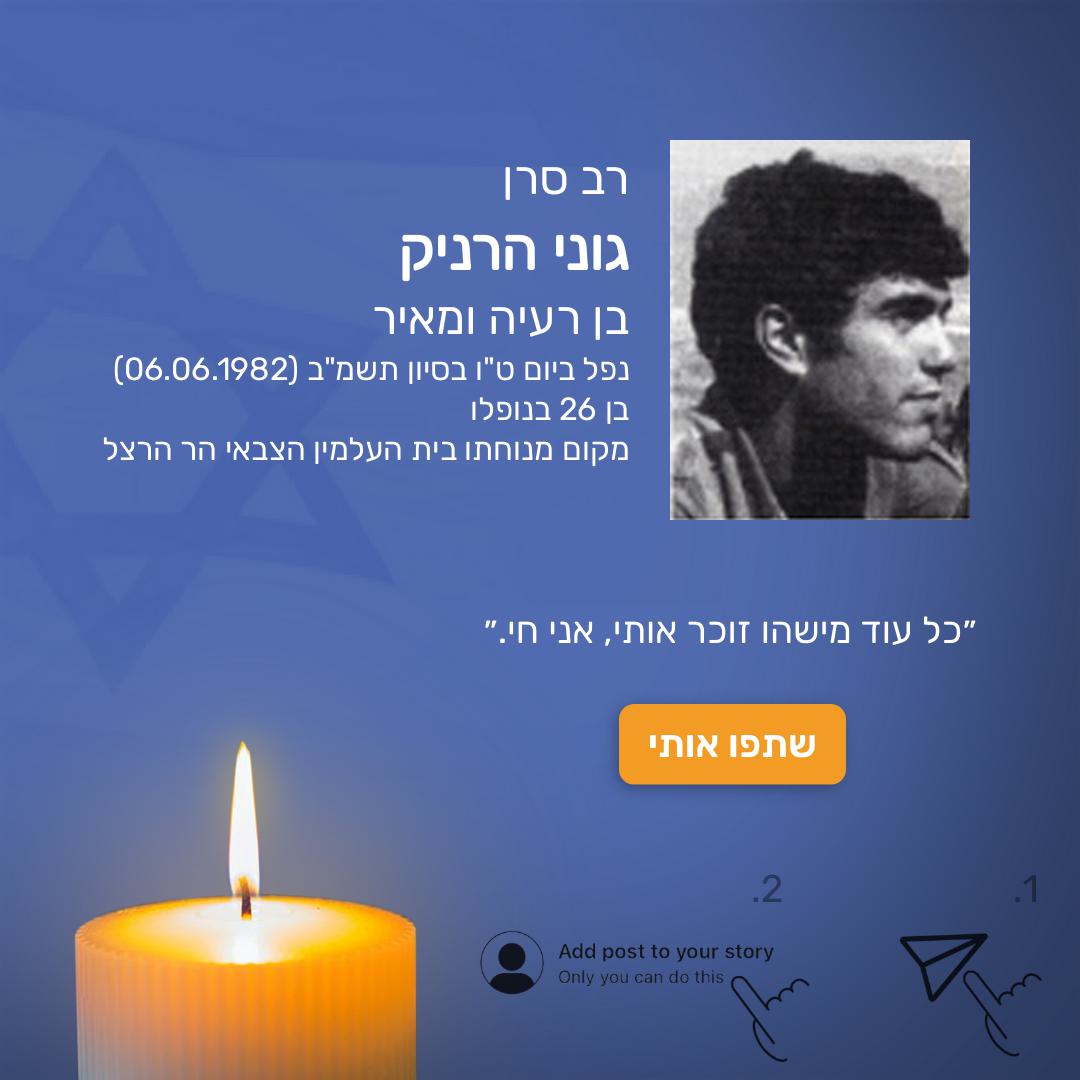 רב סרן
גוני הרניק
בן רעיה ומאיר
נפל ביום ט"ו בסיון תשמ"ב (06.06.1982)
בן 26 בנופלו
מקום מנוחתו בית העלמין הצבאי הר הרצל
״כל עוד מישהו זוכר אותי, אני חי.״
שתפו אותי
1.
2.
Add post to your story
Only you can do this